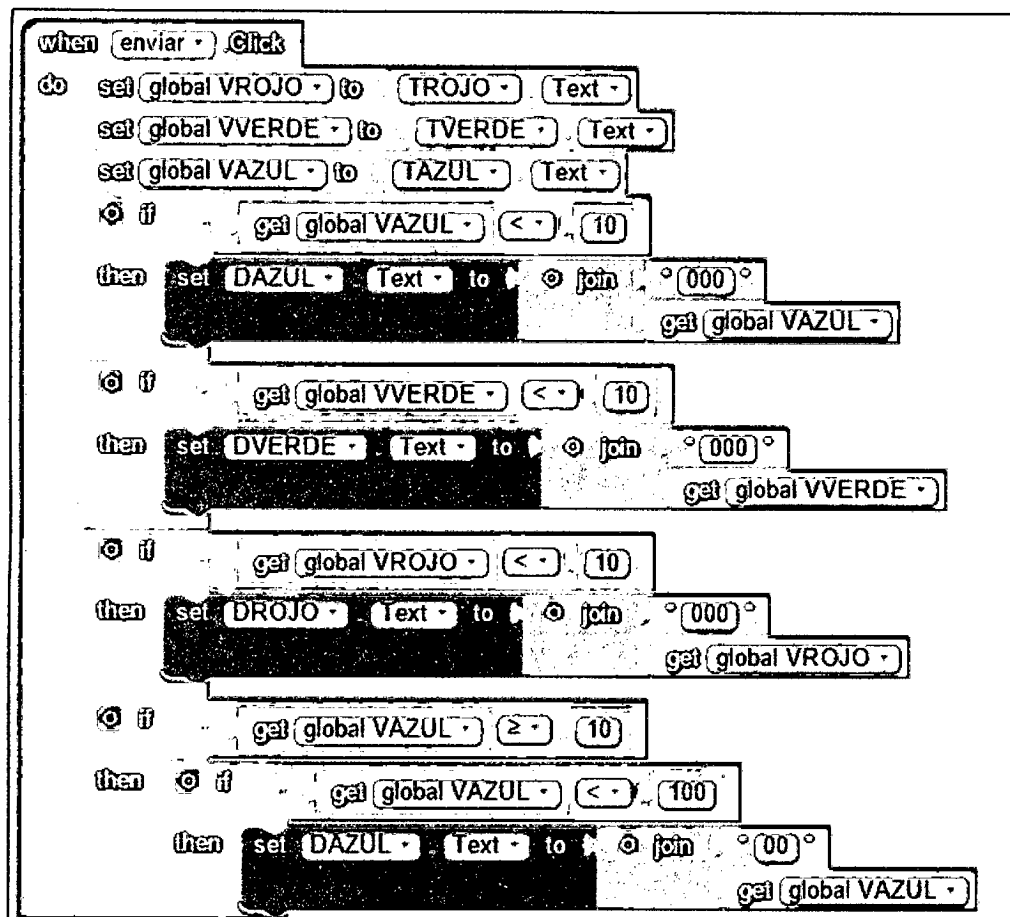 when enviar .Click
do set global VROJO to TROJO . Text
set global VVERDE to TVERDE . Text
set global VAZUL to TAZUL . Text
if get global VAZUL < 10
then set DAZUL . Text to join "000"
get global VAZUL
if get global VVERDE < 10
then set DVERDE . Text to join "000"
get global VVERDE
if get global VROJO < 10
then set DROJO . Text to join "000"
get global VROJO
if get global VAZUL ≥ 10
then if get global VAZUL < 100
then set DAZUL . Text to join "00"
get global VAZUL